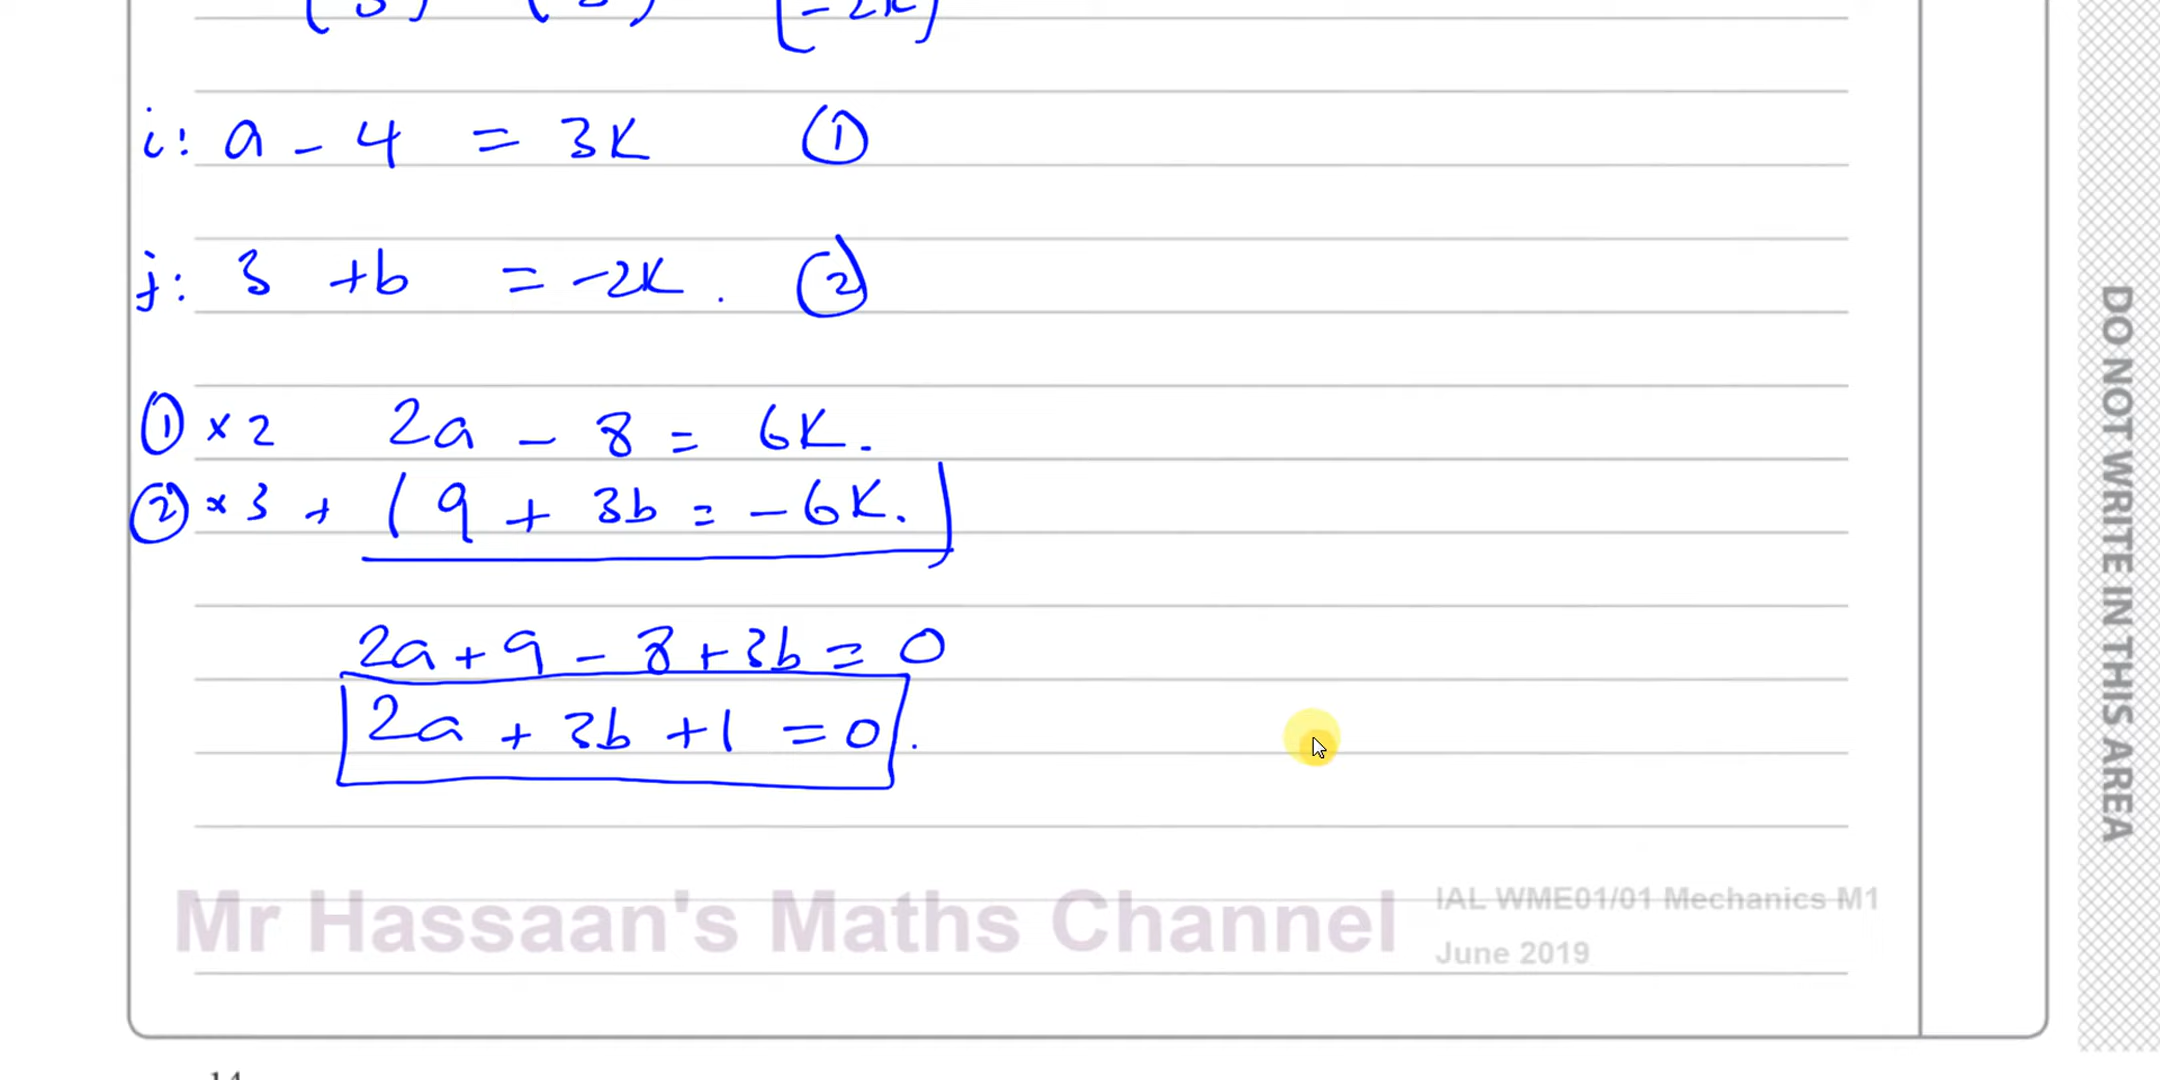 -2k
i: a - 4 = 3K ①
j: 3 + b = -2K . ②
① × 2 2a - 8 = 6K.
② × 3 + ( 9 + 3b = - 6K. )
2a + 9 - 8 + 3b = 0
2a + 3b + 1 = 0 .
Mr Hassaan's Maths Channel
IAL WME01/01 Mechanics M1
June 2019
DO NOT WRITE IN THIS AREA